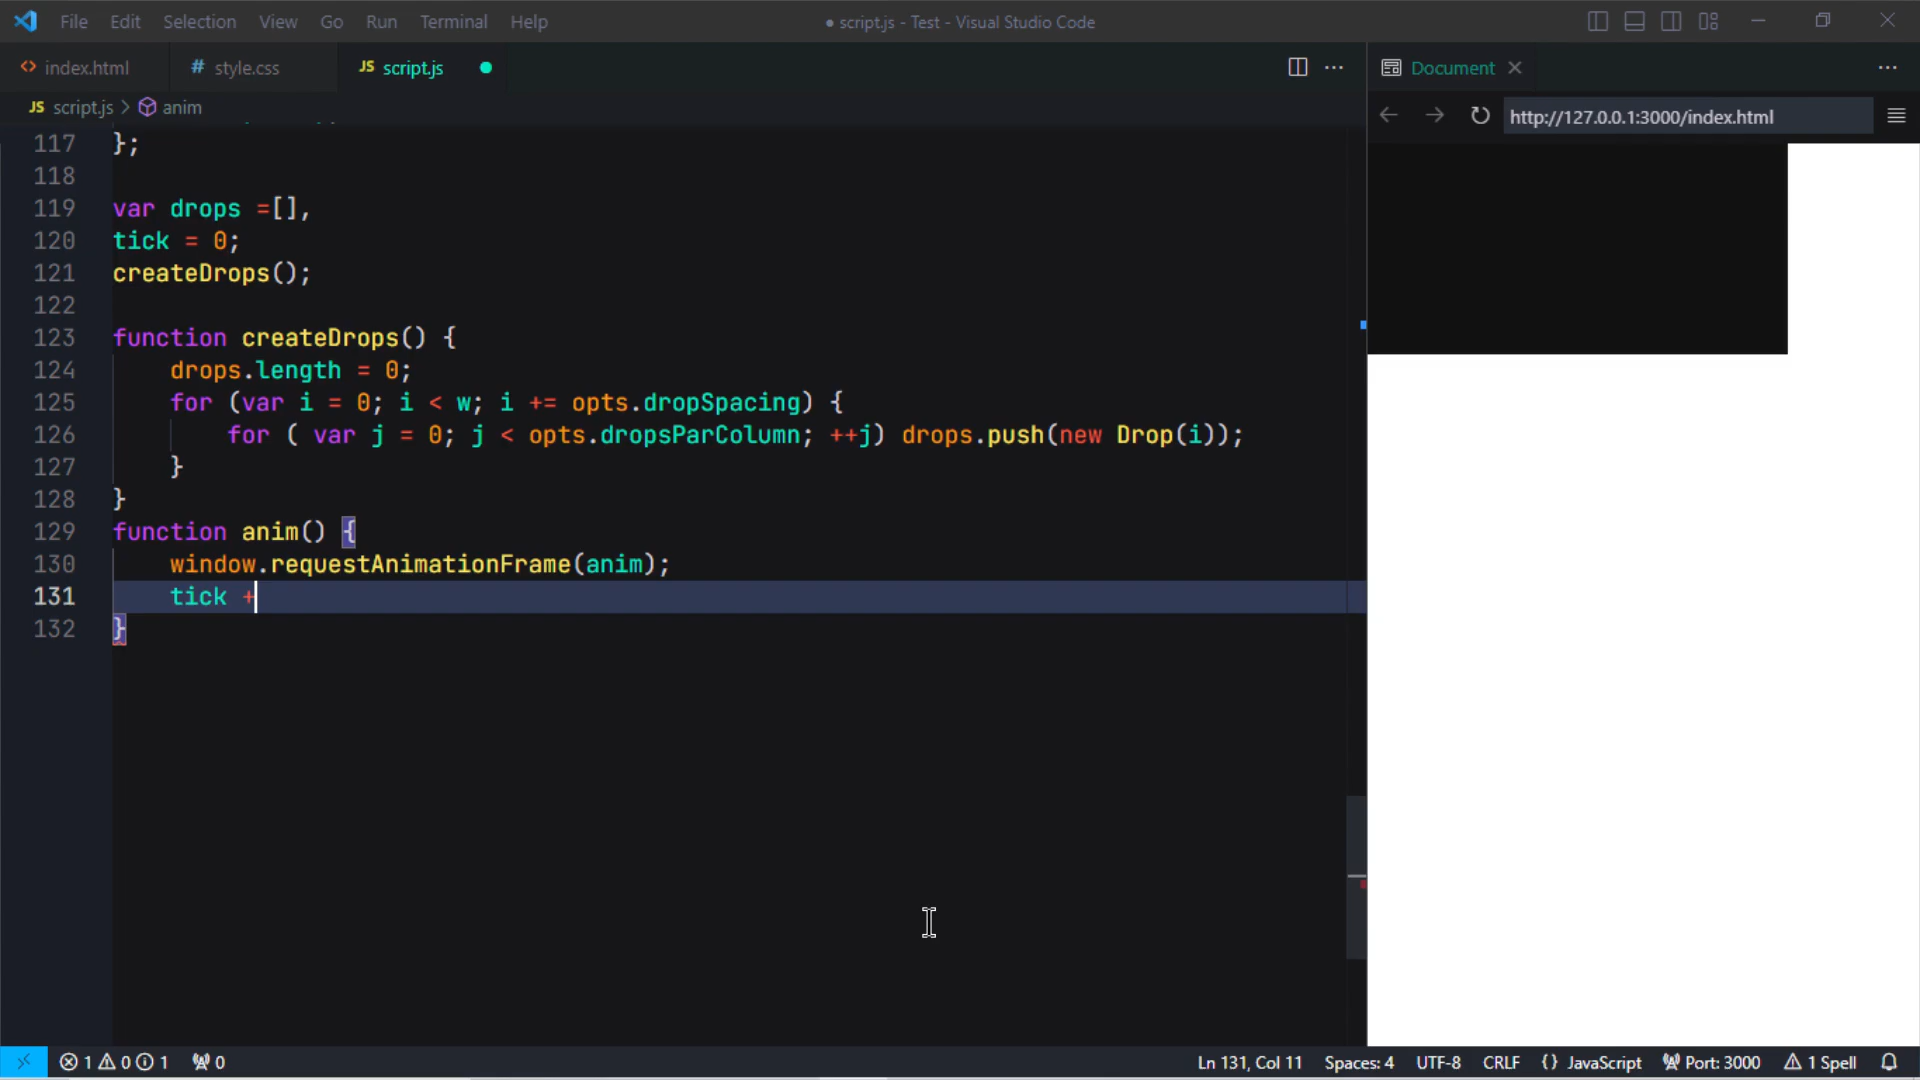 File Edit Selection View Go Run Terminal Help
● script.js - Test - Visual Studio Code
<> index.html
# style.css
JS script.js ●
Document
JS script.js > anim
http://127.0.0.1:3000/index.html
117 };
118
119 var drops =[],
120 tick = 0;
121 createDrops();
122
123 function createDrops() {
124 drops.length = 0;
125 for (var i = 0; i < w; i += opts.dropSpacing) {
126 for ( var j = 0; j < opts.dropsParColumn; ++j) drops.push(new Drop(i));
127 }
128 }
129 function anim() {
130 window.requestAnimationFrame(anim);
131 tick +
132 }
1 0 1 0
Ln 131, Col 11 Spaces: 4 UTF-8 CRLF {} JavaScript Port: 3000 1 Spell